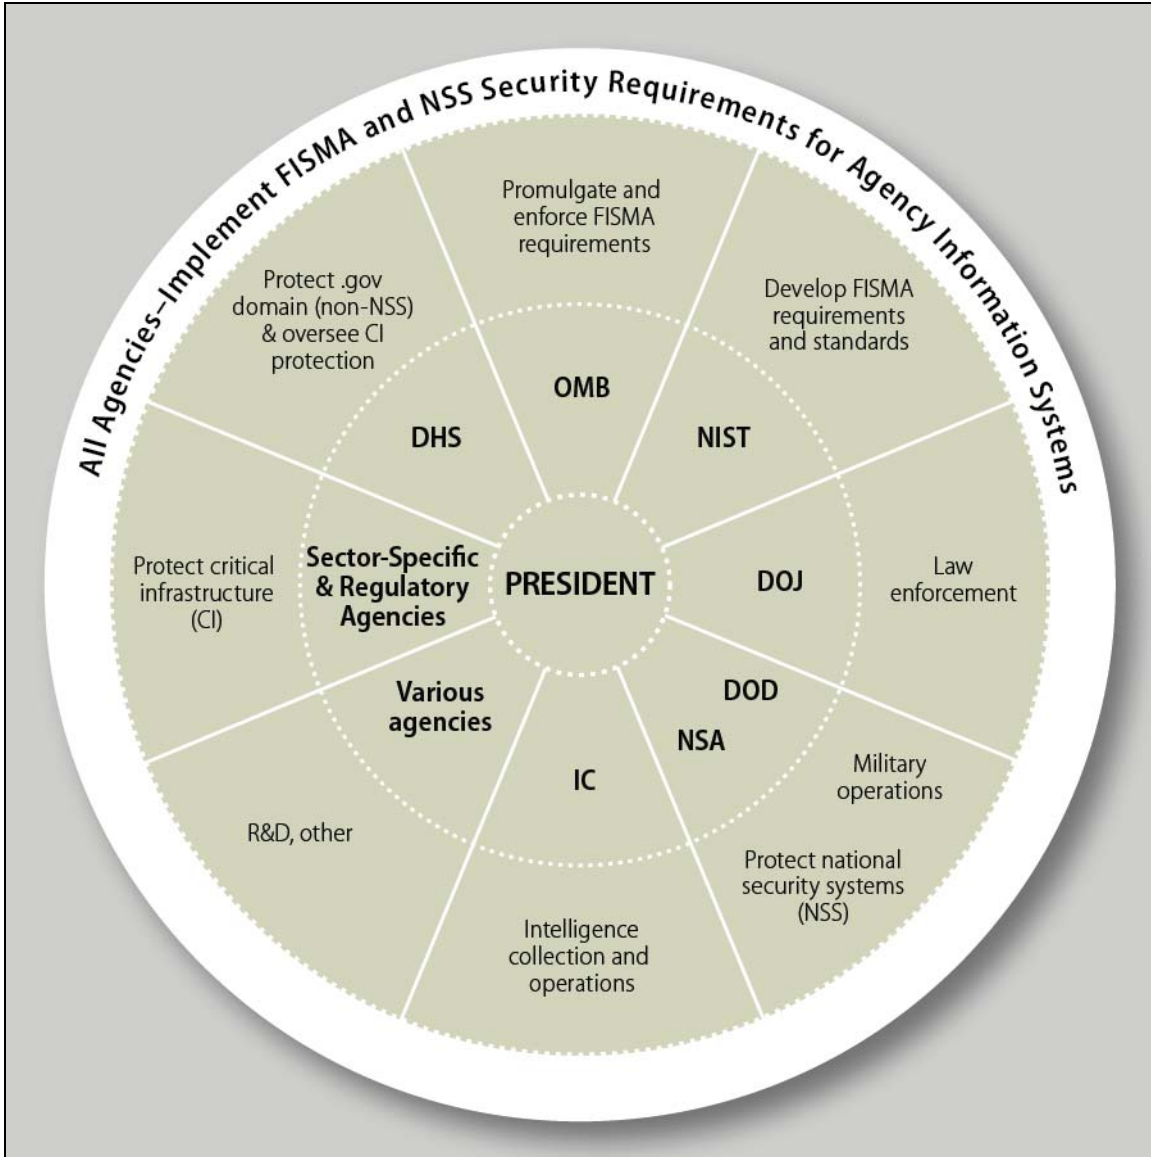 All Agencies–Implement FISMA and NSS Security Requirements for Agency Information Systems
Promulgate and
enforce FISMA
requirements
OMB
Develop FISMA
requirements
and standards
NIST
Law
enforcement
DOJ
Military
operations
DOD
Protect national
security systems
(NSS)
NSA
Intelligence
collection and
operations
IC
R&D, other
Various
agencies
Protect critical
infrastructure
(CI)
Sector-Specific
& Regulatory
Agencies
Protect .gov
domain (non-NSS)
& oversee CI
protection
DHS
PRESIDENT